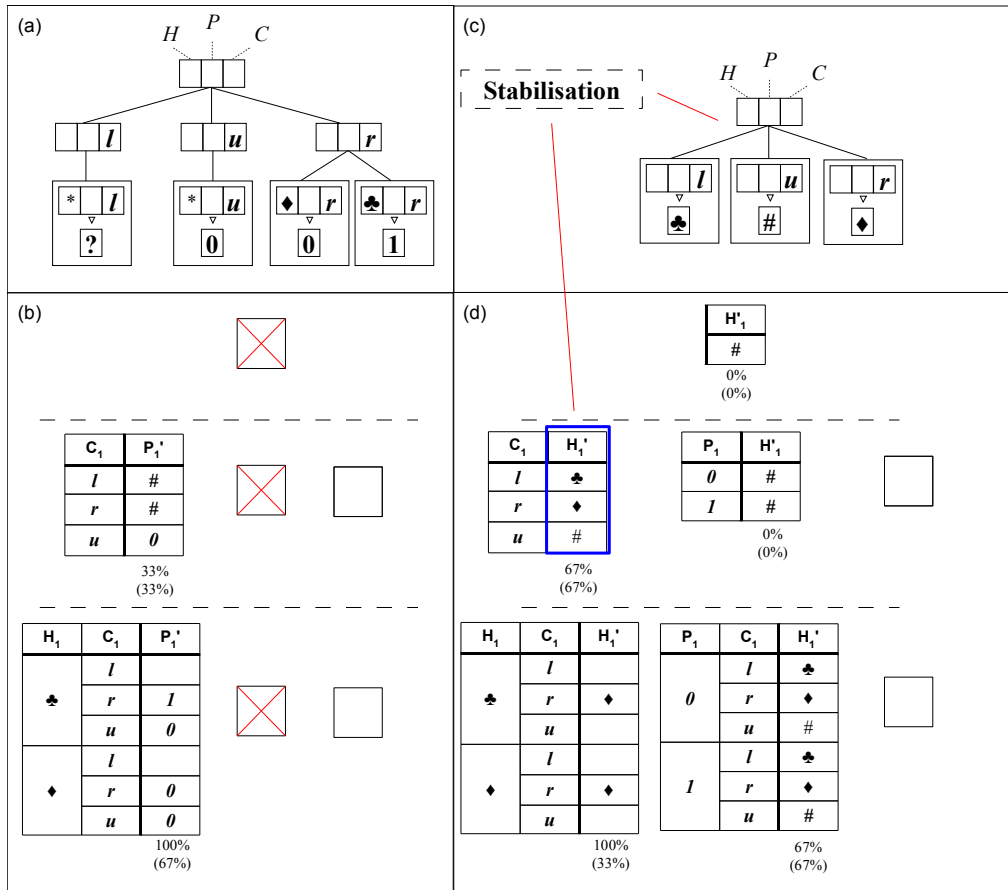 (a)
H P C
l u r
* l * u ♦ r ♣ r
? 0 0 1
(c)
Stabilisation
H P C
l u r
♣ # ♦
(b)
C1 P1'
l #
r #
u 0
33%
(33%)
H1 C1 P1'
♣ l
r 1
u 0
♦ l
r 0
u 0
100%
(67%)
(d)
H'1
#
0%
(0%)
C1 H1'
l ♣
r ♦
u #
67%
(67%)
P1 H'1
0 #
1 #
0%
(0%)
H1 C1 H1'
♣ l
r ♦
u
♦ l
r ♦
u
100%
(33%)
P1 C1 H1'
0 l ♣
r ♦
u #
1 l ♣
r ♦
u #
67%
(67%)